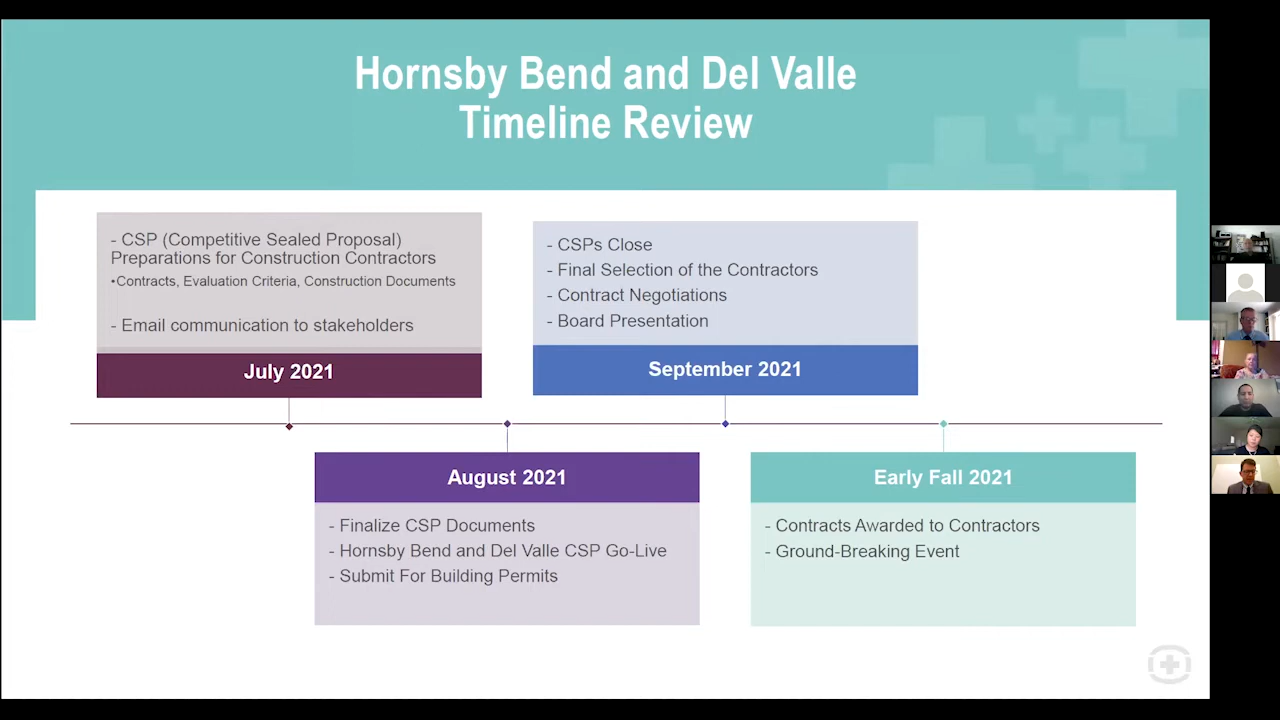 Hornsby Bend and Del Valle
Timeline Review
- CSP (Competitive Sealed Proposal)
Preparations for Construction Contractors
•Contracts, Evaluation Criteria, Construction Documents
- Email communication to stakeholders
July 2021
- CSPs Close
- Final Selection of the Contractors
- Contract Negotiations
- Board Presentation
September 2021
August 2021
- Finalize CSP Documents
- Hornsby Bend and Del Valle CSP Go-Live
- Submit For Building Permits
Early Fall 2021
- Contracts Awarded to Contractors
- Ground-Breaking Event